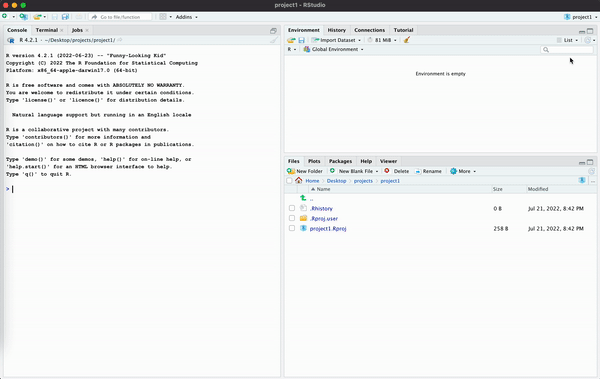 project1 - RStudio
Go to file/function
Addins
project1
Console Terminal Jobs
R 4.2.1 · ~/Desktop/projects/project1/
R version 4.2.1 (2022-06-23) -- "Funny-Looking Kid"
Copyright (C) 2022 The R Foundation for Statistical Computing
Platform: x86_64-apple-darwin17.0 (64-bit)
R is free software and comes with ABSOLUTELY NO WARRANTY.
You are welcome to redistribute it under certain conditions.
Type 'license()' or 'licence()' for distribution details.
Natural language support but running in an English locale
R is a collaborative project with many contributors.
Type 'contributors()' for more information and
'citation()' on how to cite R or R packages in publications.
Type 'demo()' for some demos, 'help()' for on-line help, or
'help.start()' for an HTML browser interface to help.
Type 'q()' to quit R.
>
Environment History Connections Tutorial
Import Dataset 81 MiB List
R Global Environment
Environment is empty
Files Plots Packages Help Viewer
New Folder New Blank File Delete Rename More
Home Desktop projects project1 ...
Name Size Modified
..
.Rhistory 0 B Jul 21, 2022, 8:42 PM
.Rproj.user
project1.Rproj 258 B Jul 21, 2022, 8:42 PM